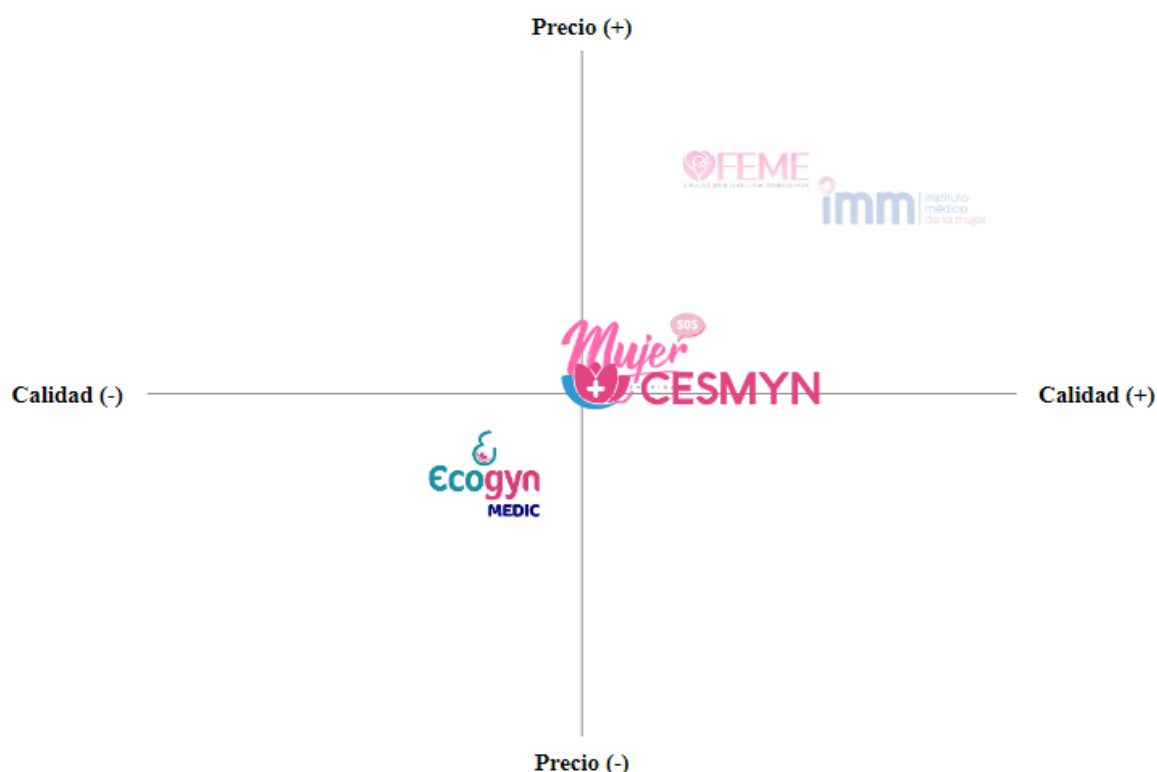 Precio (+)
FEME
imm
instituto
médico
de la mujer
SOS
Mujer
CESMYN
Calidad (-)
Calidad (+)
Ecogyn
MEDIC
Precio (-)